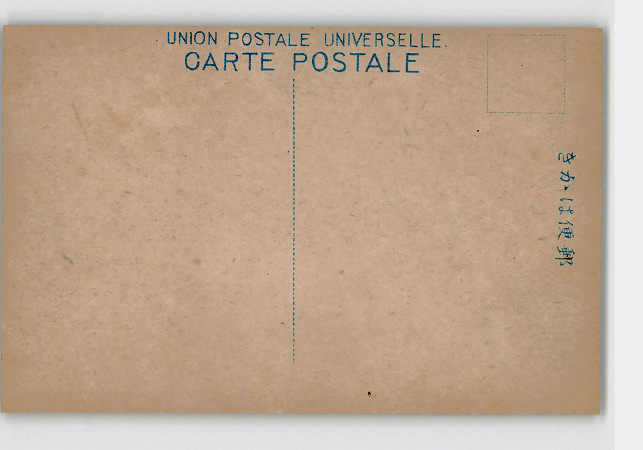 UNION POSTALE UNIVERSELLE.
CARTE POSTALE
郵便はかき